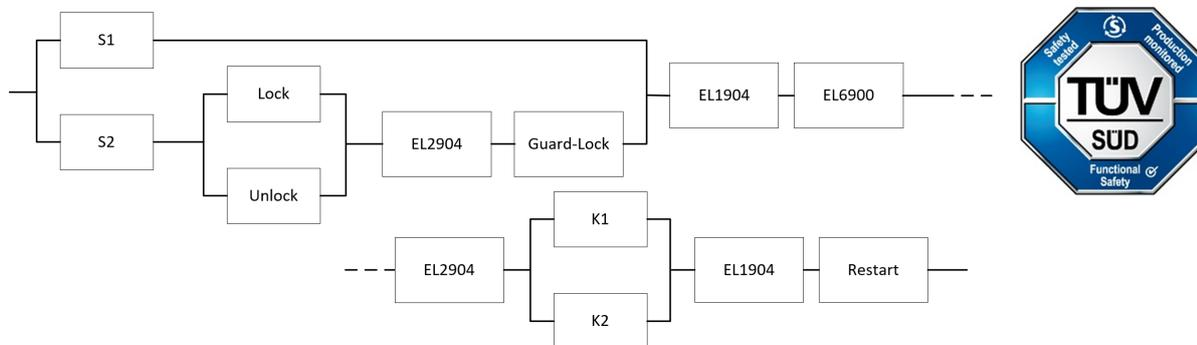 S1
S2
Lock
Unlock
EL2904
Guard-Lock
EL1904
EL6900
Safety
tested
S
Production
monitored
TÜV
SÜD
Functional
Safety
EL2904
K1
K2
EL1904
Restart